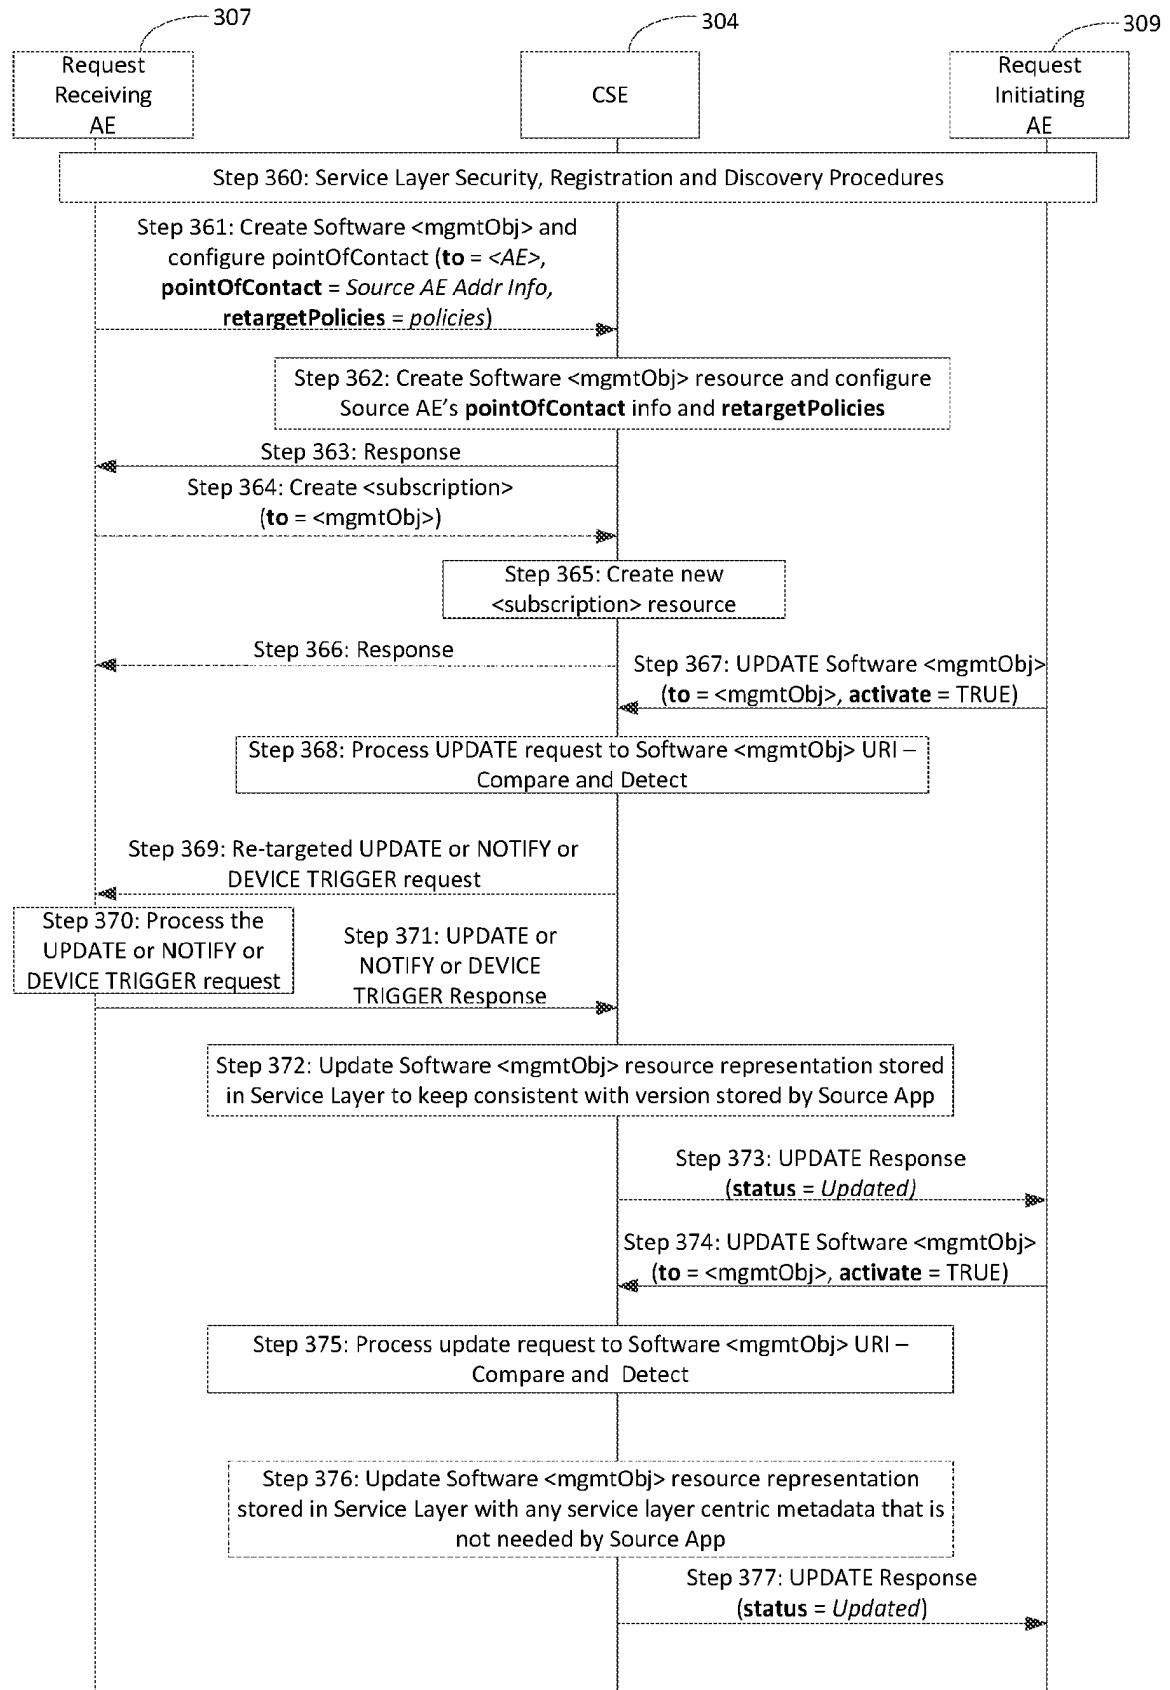 307
304
309
Request
Receiving
AE
CSE
Request
Initiating
AE
Step 360: Service Layer Security, Registration and Discovery Procedures
Step 361: Create Software <mgmtObj> and
configure pointOfContact (to = <AE>,
pointOfContact = Source AE Addr Info,
retargetPolicies = policies)
Step 362: Create Software <mgmtObj> resource and configure
Source AE's pointOfContact info and retargetPolicies
Step 363: Response
Step 364: Create <subscription>
(to = <mgmtObj>)
Step 365: Create new
<subscription> resource
Step 366: Response
Step 367: UPDATE Software <mgmtObj>
(to = <mgmtObj>, activate = TRUE)
Step 368: Process UPDATE request to Software <mgmtObj> URI –
Compare and Detect
Step 369: Re-targeted UPDATE or NOTIFY or
DEVICE TRIGGER request
Step 370: Process the
UPDATE or NOTIFY or
DEVICE TRIGGER request
Step 371: UPDATE or
NOTIFY or DEVICE
TRIGGER Response
Step 372: Update Software <mgmtObj> resource representation stored
in Service Layer to keep consistent with version stored by Source App
Step 373: UPDATE Response
(status = Updated)
Step 374: UPDATE Software <mgmtObj>
(to = <mgmtObj>, activate = TRUE)
Step 375: Process update request to Software <mgmtObj> URI –
Compare and Detect
Step 376: Update Software <mgmtObj> resource representation
stored in Service Layer with any service layer centric metadata that is
not needed by Source App
Step 377: UPDATE Response
(status = Updated)